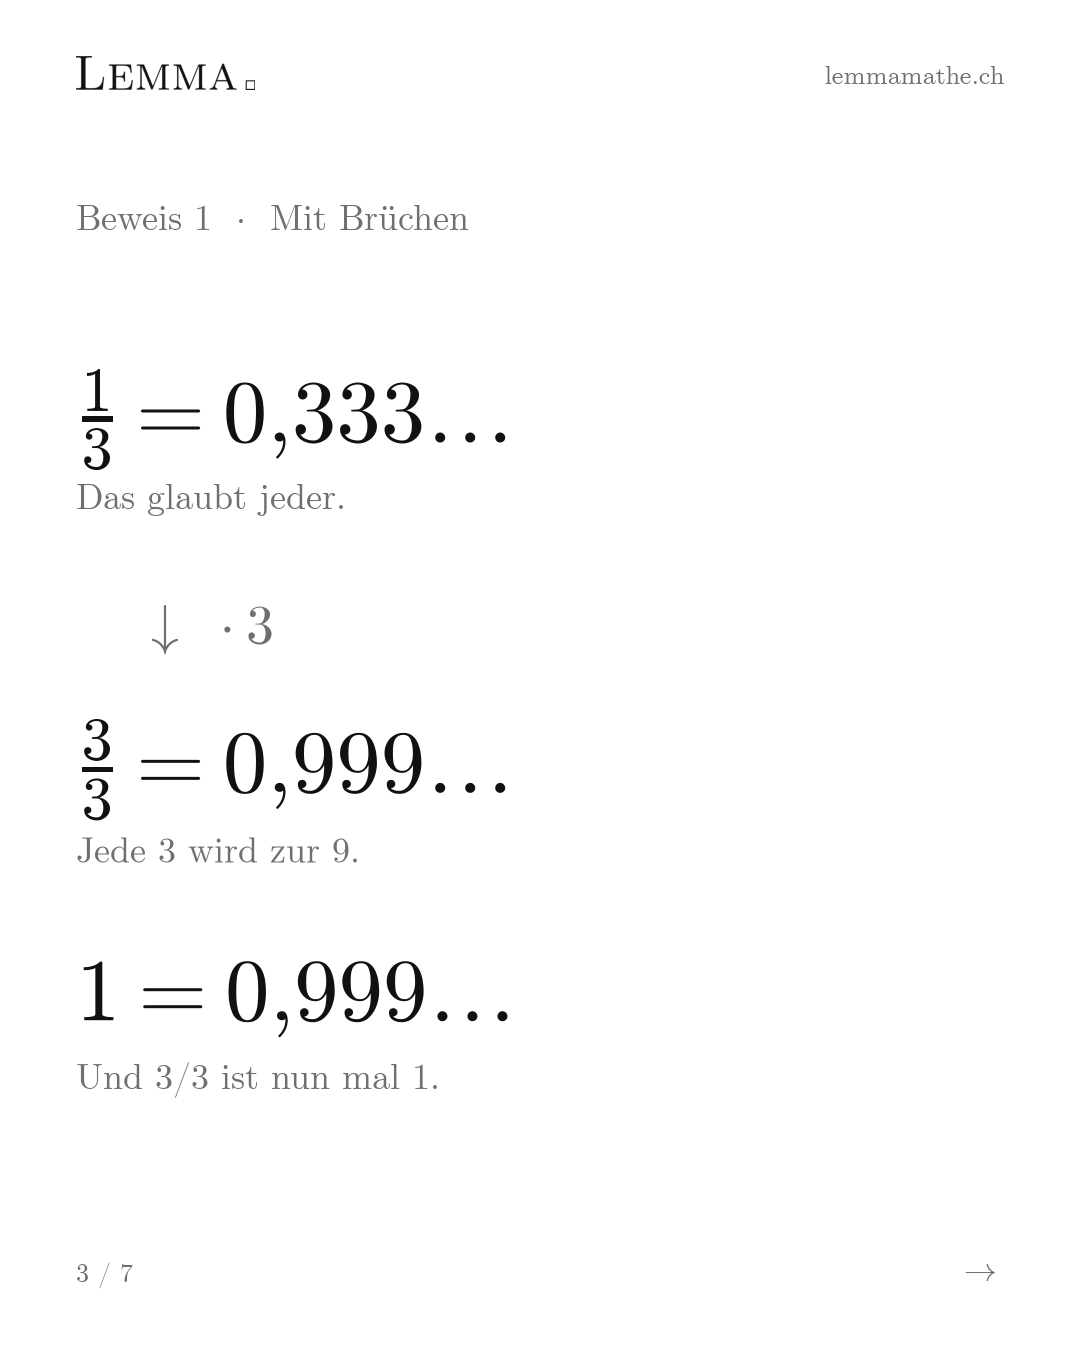 LEMMA□
lemmamathe.ch
Beweis 1 · Mit Brüchen
1/3 = 0,333…
Das glaubt jeder.
↓ · 3
3/3 = 0,999…
Jede 3 wird zur 9.
1 = 0,999…
Und 3/3 ist nun mal 1.
3 / 7
→